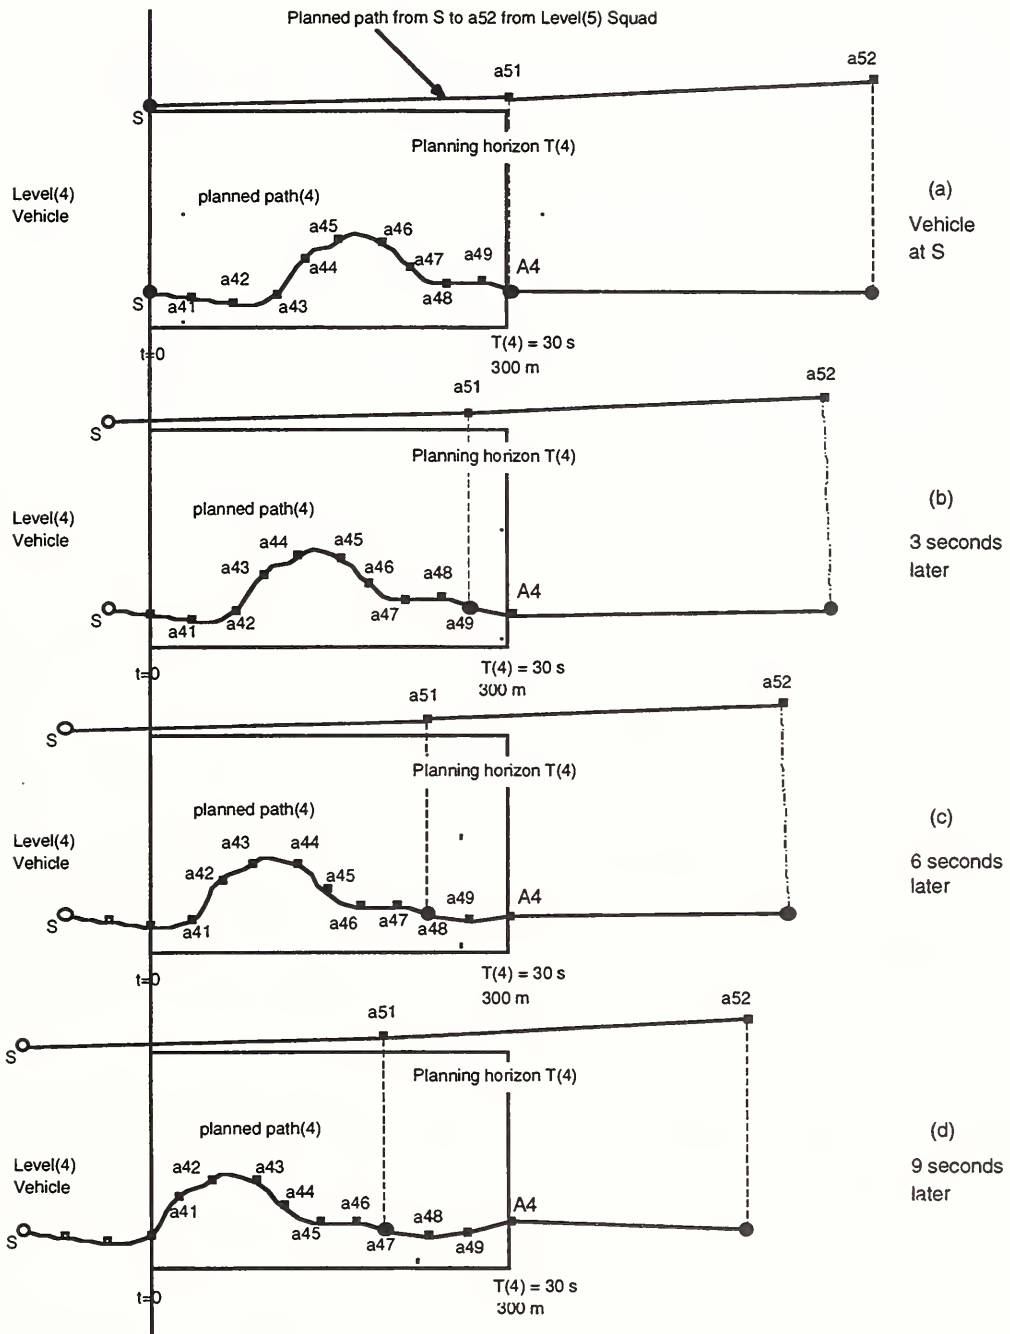 Planned path from S to a52 from Level(5) Squad
a51
a52
S
Planning horizon T(4)
Level(4)
Vehicle
planned path(4)
(a)
Vehicle
at S
a45
a46
a44
a47
a49
A4
a42
S
a41
a43
a48
t=0
T(4) = 30 s
300 m
a51
a52
S
Planning horizon T(4)
Level(4)
Vehicle
planned path(4)
(b)
3 seconds
later
a44
a45
a43
a46
a48
A4
S
a41
a42
a47
a49
t=0
T(4) = 30 s
300 m
a51
a52
S
Planning horizon T(4)
Level(4)
Vehicle
planned path(4)
(c)
6 seconds
later
a43
a44
a42
a45
a49
A4
S
a41
a46
a47
a48
t=0
T(4) = 30 s
300 m
a51
a52
S
Planning horizon T(4)
Level(4)
Vehicle
planned path(4)
(d)
9 seconds
later
a42
a43
a41
a44
a46
a48
A4
S
a45
a47
a49
t=0
T(4) = 30 s
300 m